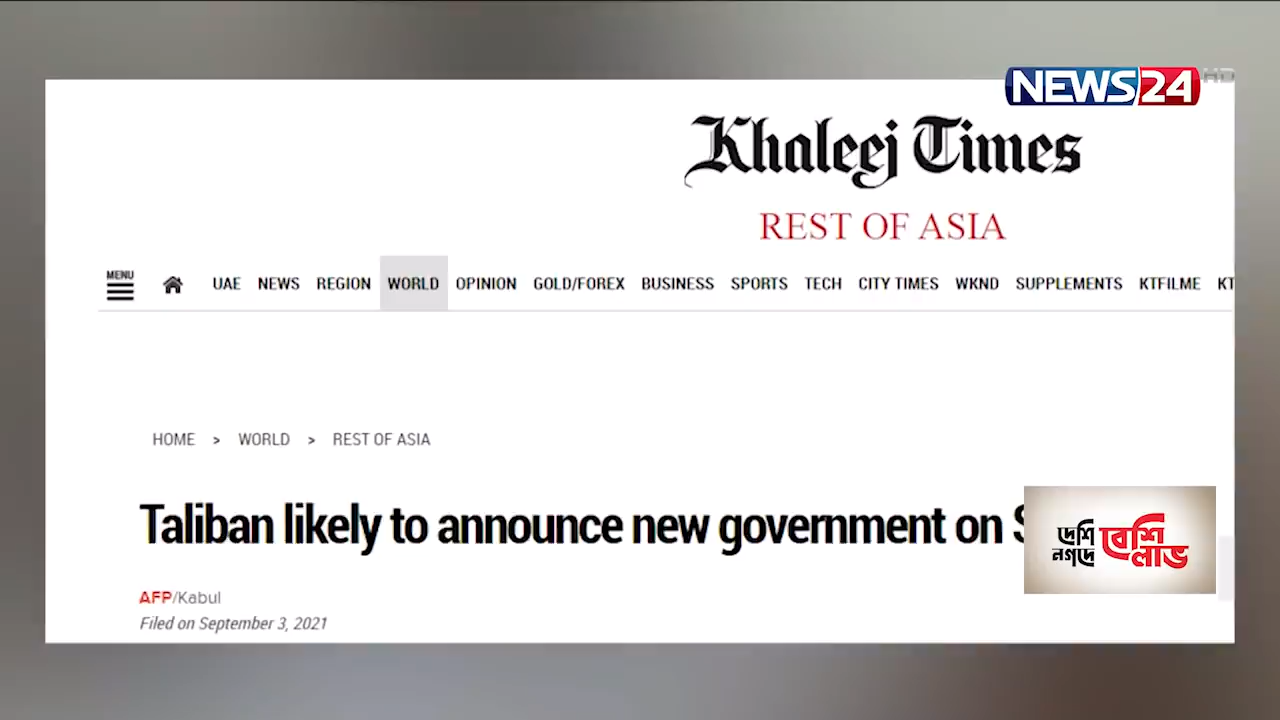 NEWS24 HD
Khaleej Times
REST OF ASIA
MENU
UAE NEWS REGION WORLD OPINION GOLD/FOREX BUSINESS SPORTS TECH CITY TIMES WKND SUPPLEMENTS KTFILME KT
HOME > WORLD > REST OF ASIA
Taliban likely to announce new government on S
দেশি বেশি
নগদে লাভ
AFP/Kabul
Filed on September 3, 2021